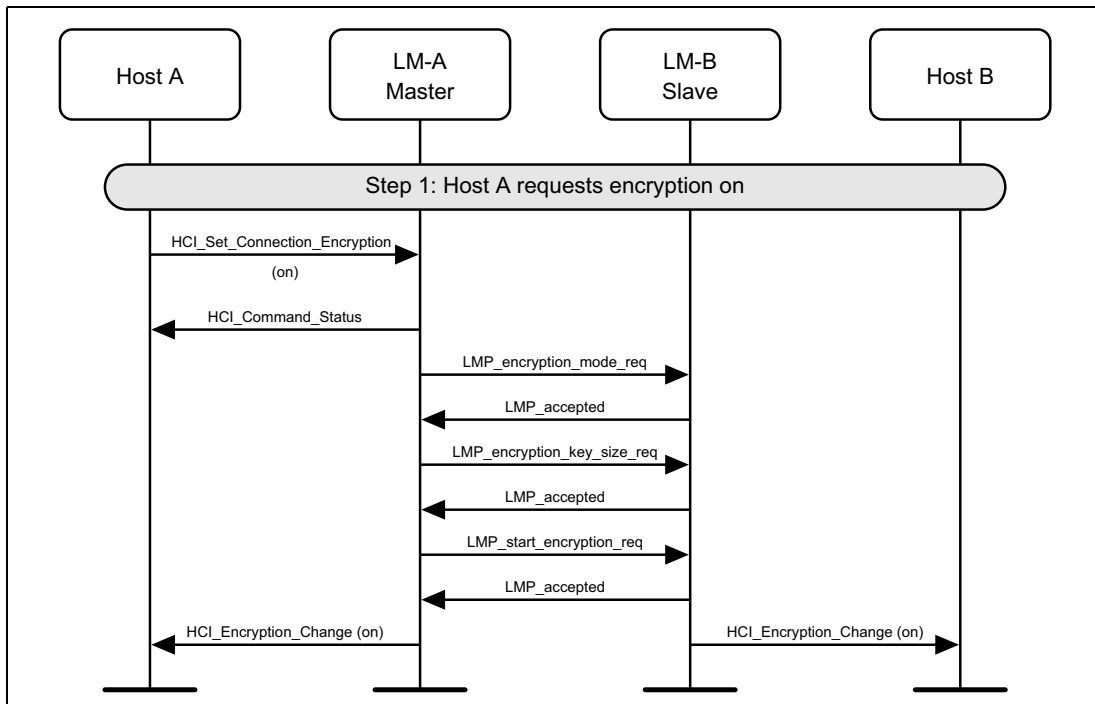 Host A
LM-A
Master
LM-B
Slave
Host B
Step 1: Host A requests encryption on
HCI_Set_Connection_Encryption
(on)
HCI_Command_Status
LMP_encryption_mode_req
LMP_accepted
LMP_encryption_key_size_req
LMP_accepted
LMP_start_encryption_req
LMP_accepted
HCI_Encryption_Change (on)
HCI_Encryption_Change (on)